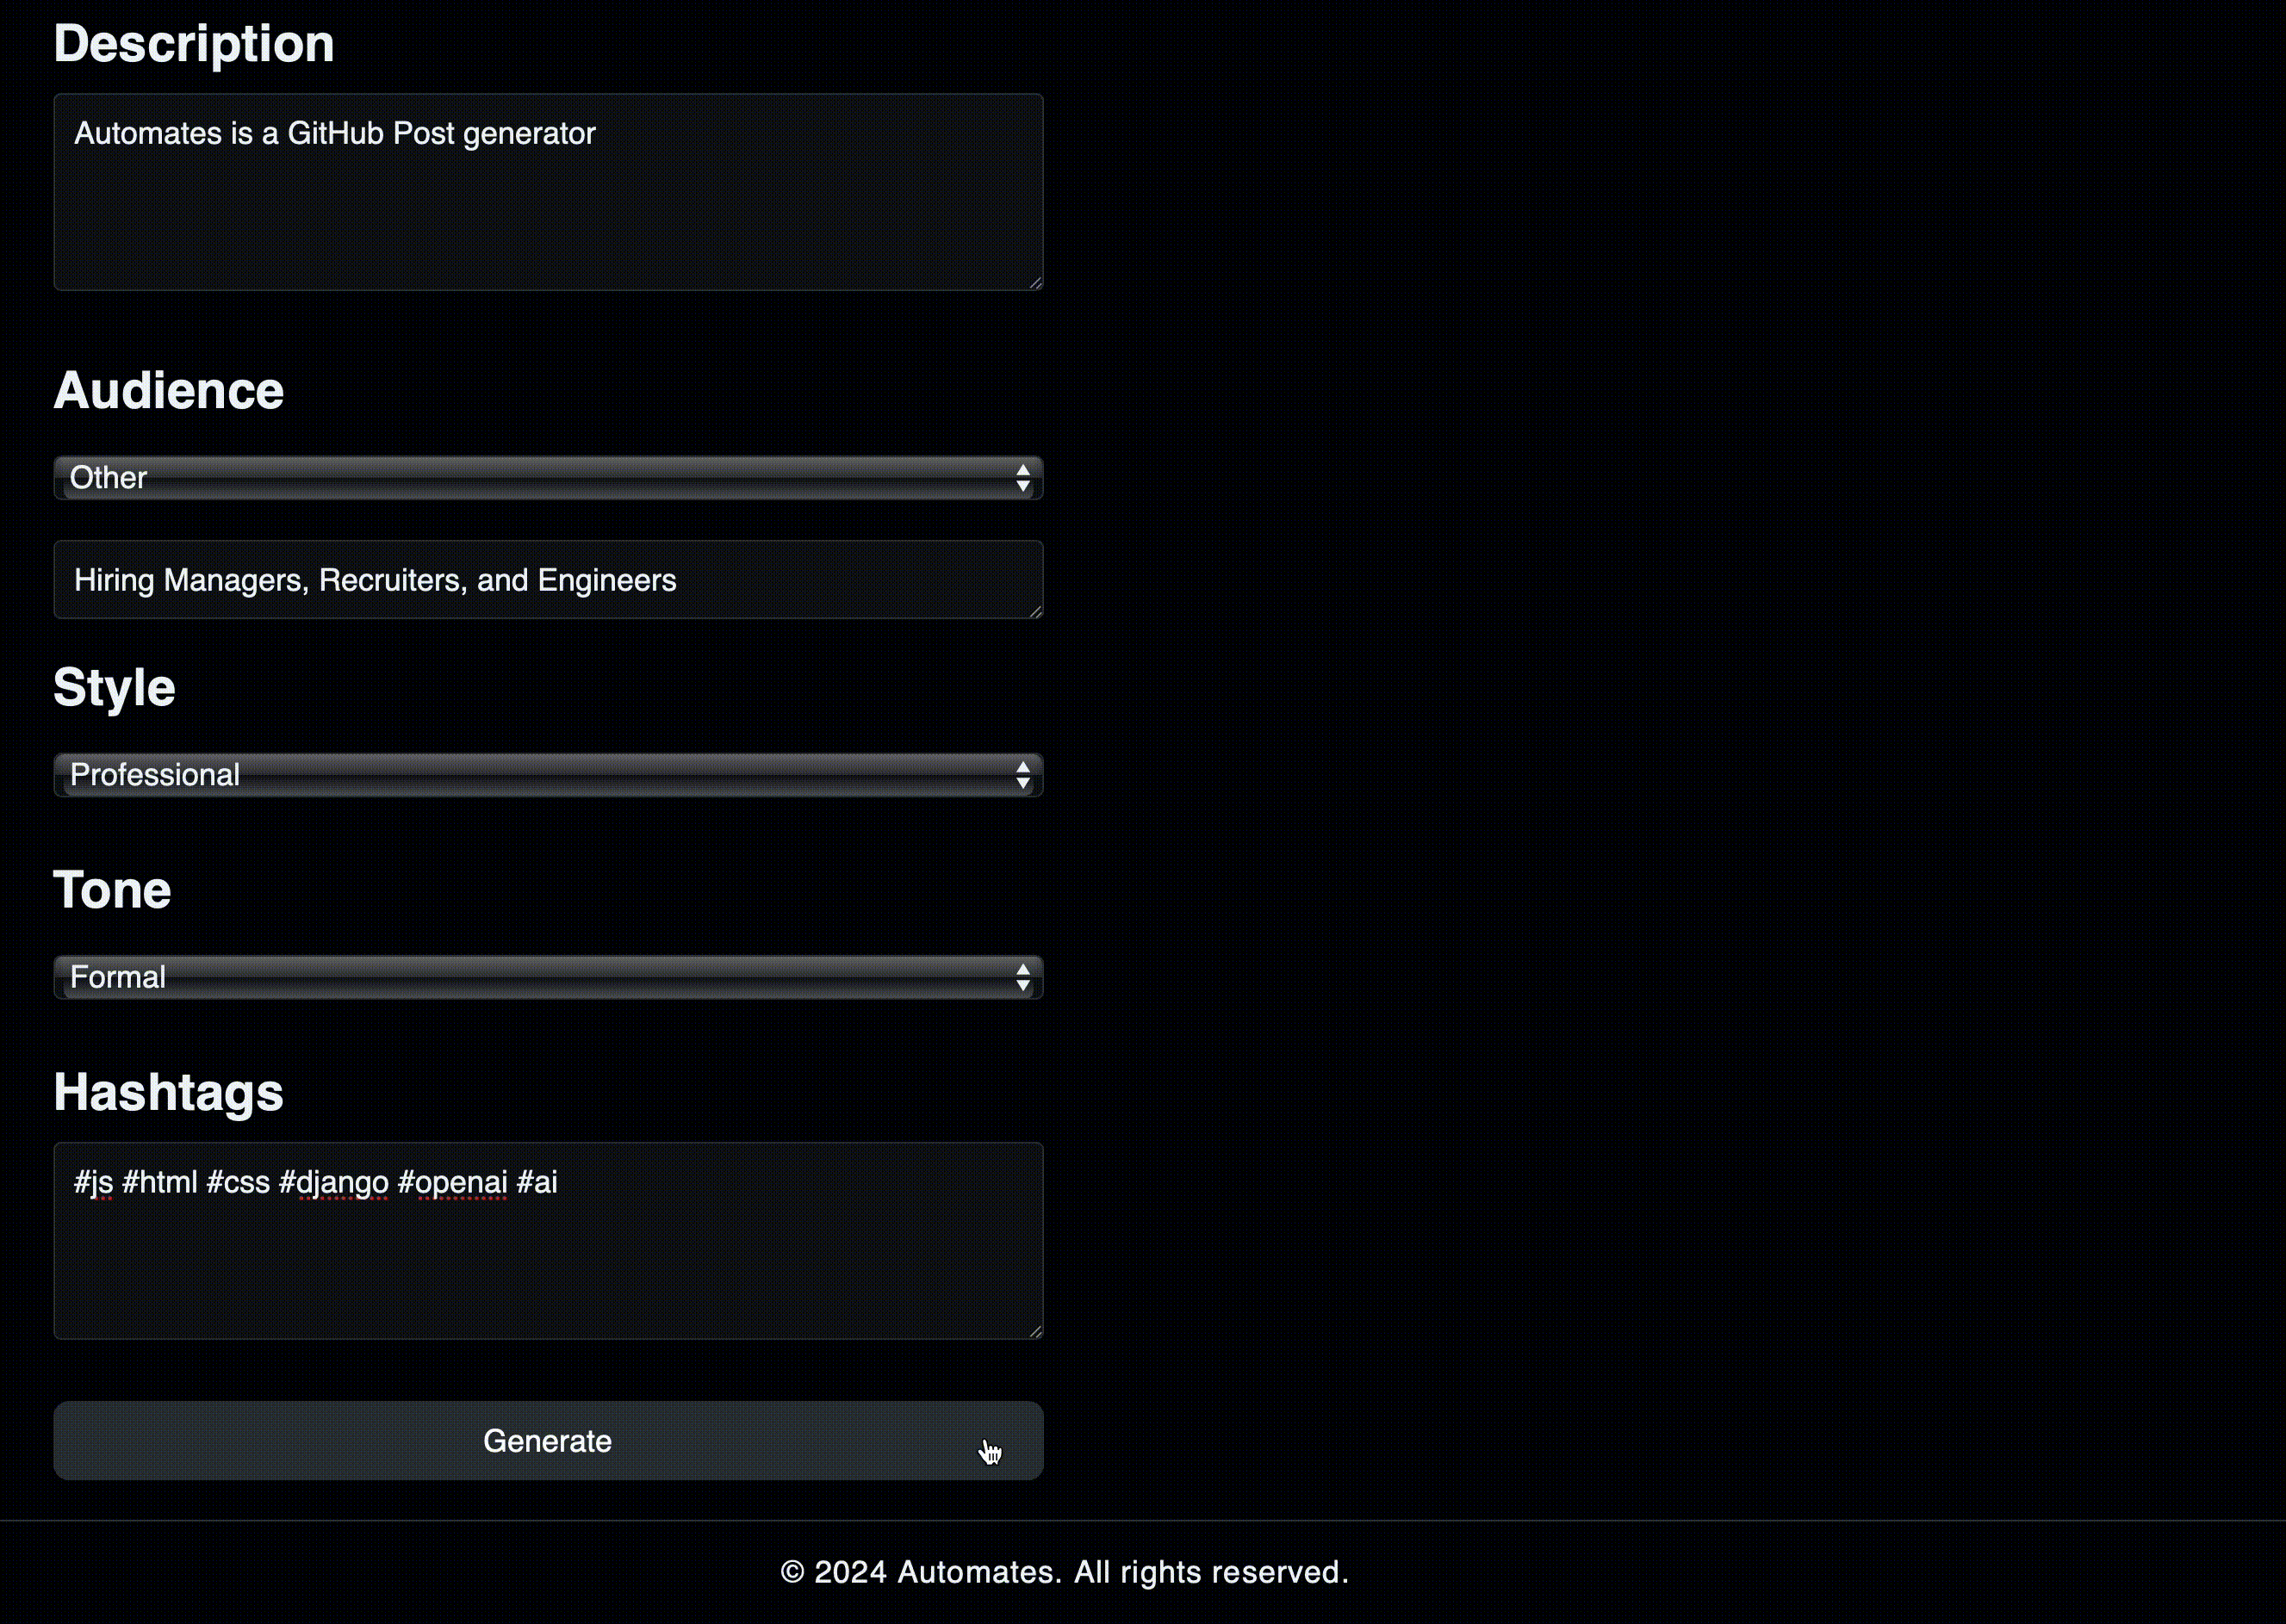 Description
Automates is a GitHub Post generator
Audience
Other
Hiring Managers, Recruiters, and Engineers
Style
Professional
Tone
Formal
Hashtags
#js #html #css #django #openai #ai
Generate
© 2024 Automates. All rights reserved.